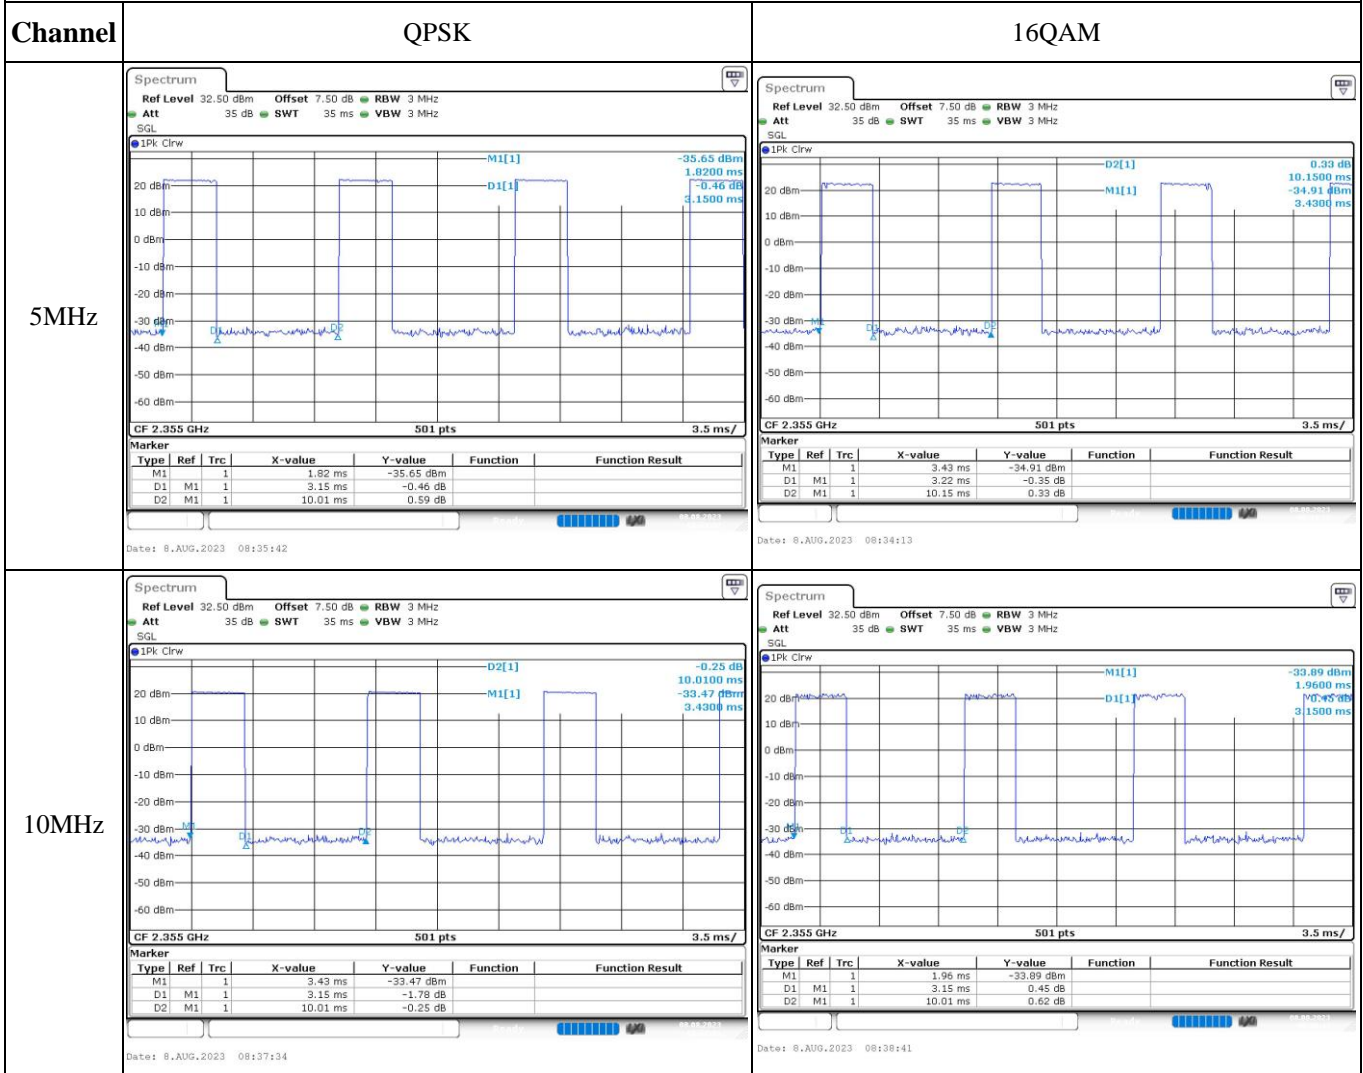 Channel QPSK 16QAM
5MHz
Spectrum
Ref Level 32.50 dBm Offset 7.50 dB RBW 3 MHz
Att 35 dB SWT 35 ms VBW 3 MHz
SGL
1Pk Clrw
M1[1] -35.65 dBm
1.8200 ms
D1[1] -0.46 dB
3.1500 ms
20 dBm
10 dBm
0 dBm
-10 dBm
-20 dBm
-30 dBm
-40 dBm
-50 dBm
-60 dBm
D1 D2
CF 2.355 GHz 501 pts 3.5 ms/
Marker
Type Ref Trc X-value Y-value Function Function Result
M1 M1 1 1.82 ms -35.65 dBm
D1 M1 1 3.15 ms -0.46 dB
D2 M1 1 10.01 ms 0.59 dB
Date: 8.AUG.2023 08:35:42
Spectrum
Ref Level 32.50 dBm Offset 7.50 dB RBW 3 MHz
Att 35 dB SWT 35 ms VBW 3 MHz
SGL
1Pk Clrw
D2[1] 0.33 dB
10.1500 ms
M1[1] -34.91 dBm
3.4300 ms
20 dBm
10 dBm
0 dBm
-10 dBm
-20 dBm
-30 dBm
-40 dBm
-50 dBm
-60 dBm
M1 D1 D2
CF 2.355 GHz 501 pts 3.5 ms/
Marker
Type Ref Trc X-value Y-value Function Function Result
M1 1 3.43 ms -34.91 dBm
D1 M1 1 3.22 ms -0.35 dB
D2 M1 1 10.15 ms 0.33 dB
Date: 8.AUG.2023 08:34:13
10MHz
Spectrum
Ref Level 32.50 dBm Offset 7.50 dB RBW 3 MHz
Att 35 dB SWT 35 ms VBW 3 MHz
SGL
1Pk Clrw
D2[1] -0.25 dB
10.0100 ms
M1[1] -33.47 dBm
3.4300 ms
20 dBm
10 dBm
0 dBm
-10 dBm
-20 dBm
-30 dBm
-40 dBm
-50 dBm
-60 dBm
M1 D1 D2
CF 2.355 GHz 501 pts 3.5 ms/
Marker
Type Ref Trc X-value Y-value Function Function Result
M1 1 3.43 ms -33.47 dBm
D1 M1 1 3.15 ms -1.78 dB
D2 M1 1 10.01 ms -0.25 dB
Date: 8.AUG.2023 08:37:34
Spectrum
Ref Level 32.50 dBm Offset 7.50 dB RBW 3 MHz
Att 35 dB SWT 35 ms VBW 3 MHz
SGL
1Pk Clrw
M1[1] -33.89 dBm
1.9600 ms
D1[1] 0.45 dB
3.1500 ms
20 dBm
10 dBm
0 dBm
-10 dBm
-20 dBm
-30 dBm
-40 dBm
-50 dBm
-60 dBm
D1 D2
CF 2.355 GHz 501 pts 3.5 ms/
Marker
Type Ref Trc X-value Y-value Function Function Result
M1 1 1.96 ms -33.89 dBm
D1 M1 1 3.15 ms 0.45 dB
D2 M1 1 10.01 ms 0.62 dB
Date: 8.AUG.2023 08:38:41